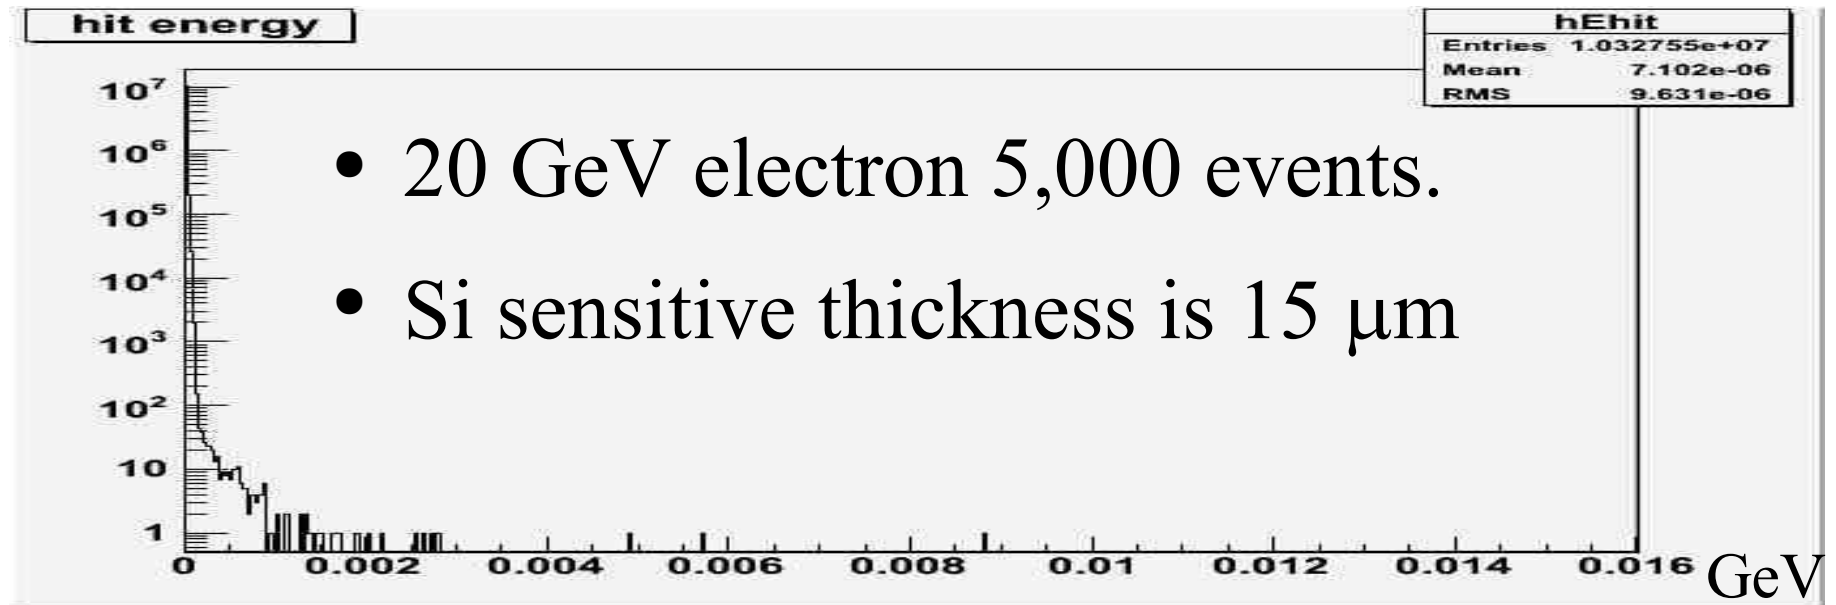 hit energy
hEhit
Entries 1.032755e+07
Mean 7.102e-06
RMS 9.631e-06
10⁷
10⁶
10⁵
10⁴
10³
10²
10
1
• 20 GeV electron 5,000 events.
• Si sensitive thickness is 15 μm
0 0.002 0.004 0.006 0.008 0.01 0.012 0.014 0.016 GeV